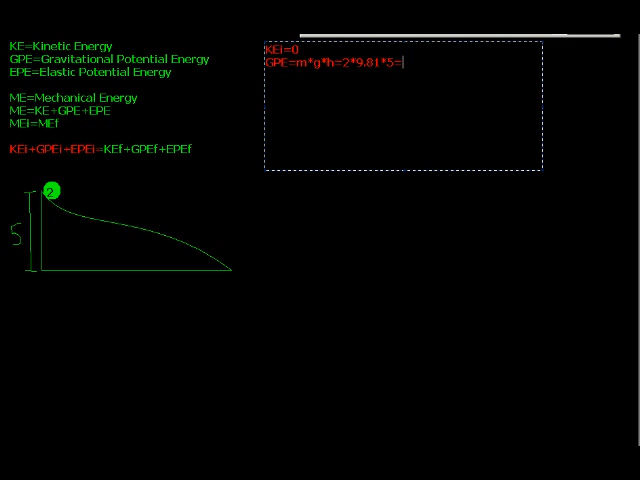 KE=Kinetic Energy
GPE=Gravitational Potential Energy
EPE=Elastic Potential Energy
ME=Mechanical Energy
ME=KE+GPE+EPE
MEi=MEf
KEi+GPEi+EPEi=KEf+GPEf+EPEf
KEi=0
GPE=m*g*h=2*9.81*5=
2
5